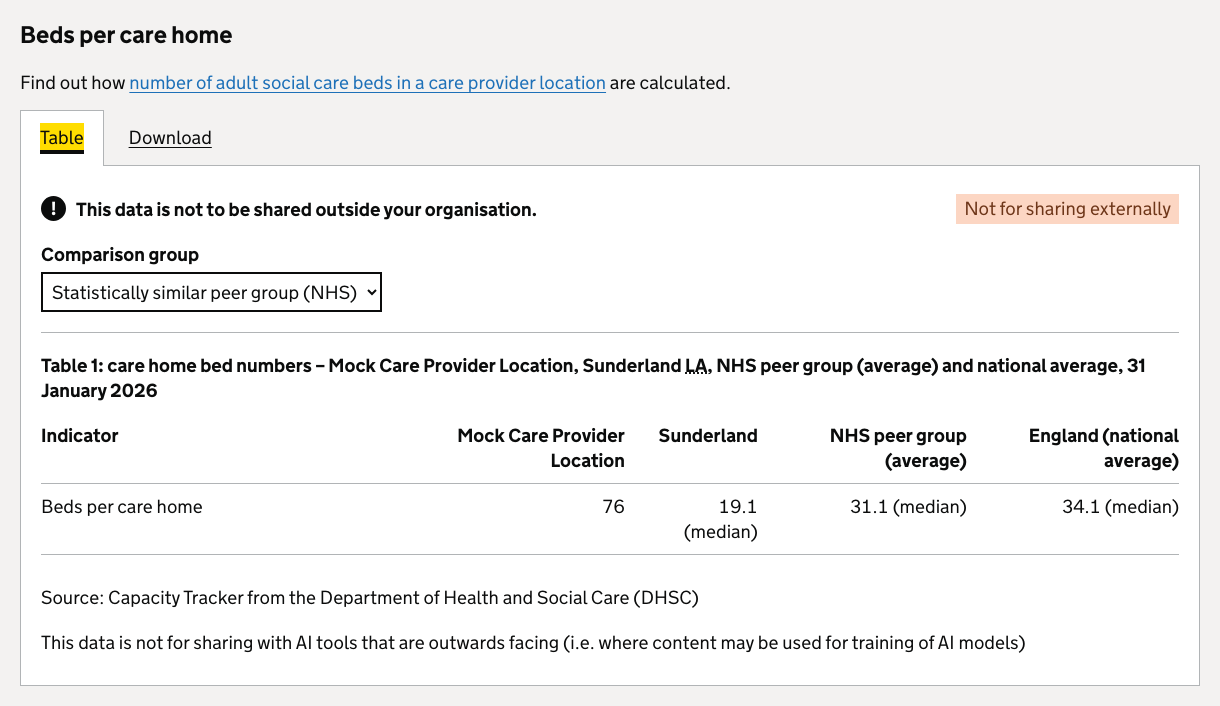 Beds per care home
Find out how number of adult social care beds in a care provider location are calculated.
Table
Download
! This data is not to be shared outside your organisation.
Not for sharing externally
Comparison group
Statistically similar peer group (NHS)
Table 1: care home bed numbers – Mock Care Provider Location, Sunderland LA, NHS peer group (average) and national average, 31
January 2026
Indicator
Mock Care Provider
Location
Sunderland
NHS peer group
(average)
England (national
average)
Beds per care home
76
19.1
(median)
31.1 (median)
34.1 (median)
Source: Capacity Tracker from the Department of Health and Social Care (DHSC)
This data is not for sharing with AI tools that are outwards facing (i.e. where content may be used for training of AI models)